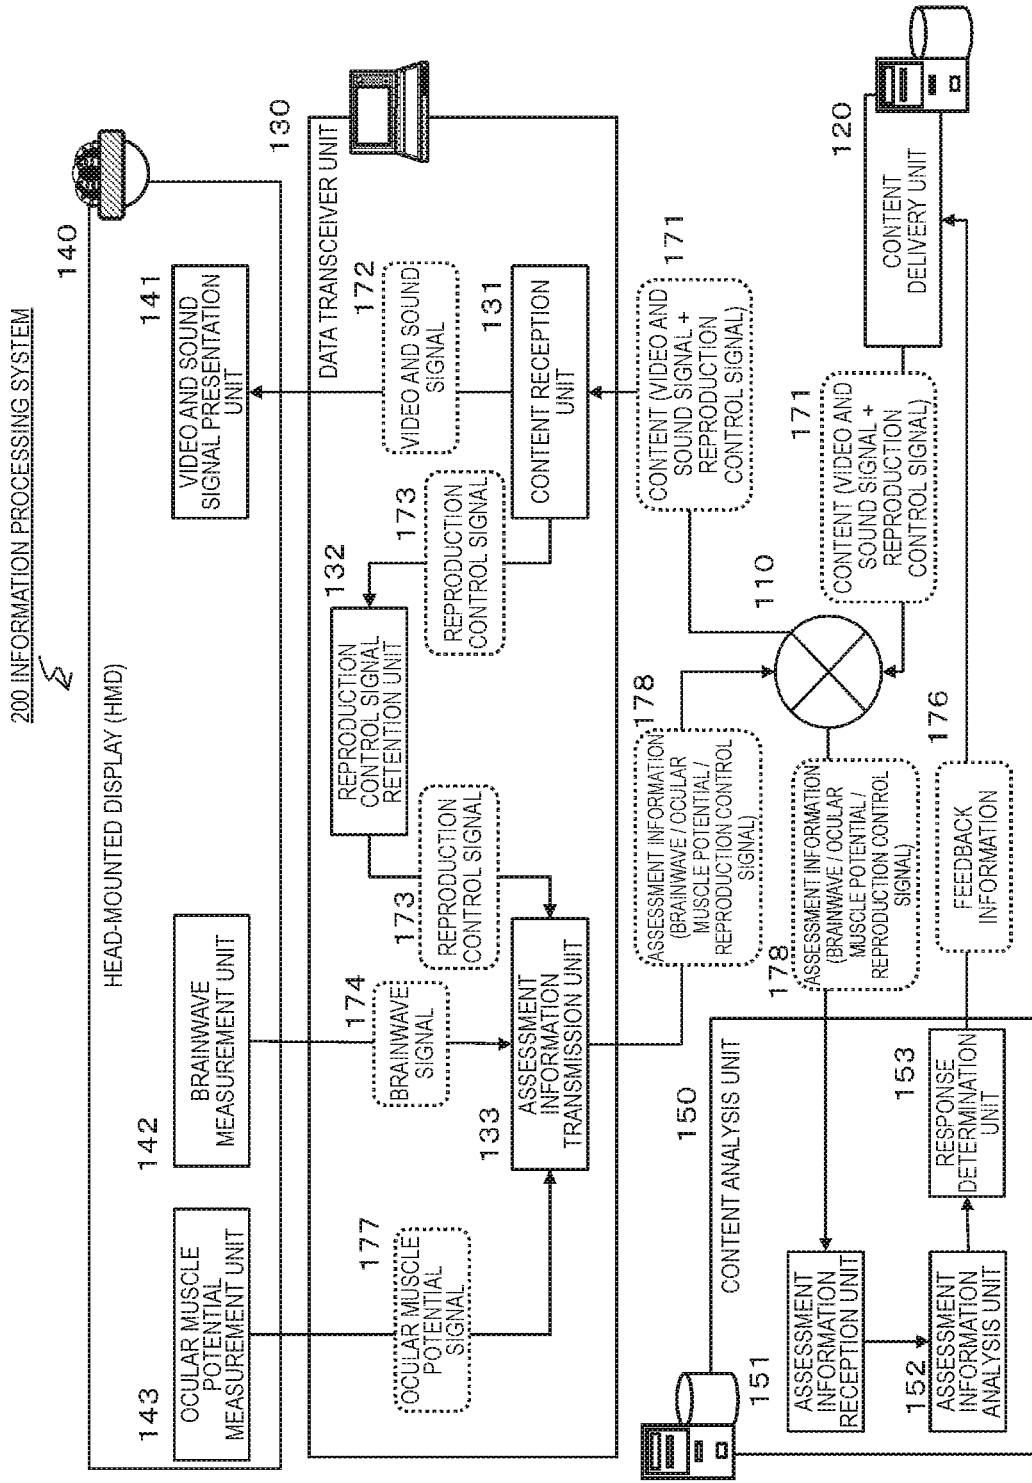 200 INFORMATION PROCESSING SYSTEM
140
HEAD-MOUNTED DISPLAY (HMD)
143
OCULAR MUSCLE
POTENTIAL
MEASUREMENT UNIT
142
BRAINWAVE
MEASUREMENT UNIT
141
VIDEO AND SOUND
SIGNAL PRESENTATION
UNIT
130
DATA TRANSCEIVER UNIT
177
OCULAR MUSCLE
POTENTIAL
SIGNAL
174
BRAINWAVE
SIGNAL
173
REPRODUCTION
CONTROL SIGNAL
132
REPRODUCTION
CONTROL SIGNAL
RETENTION UNIT
173
REPRODUCTION
CONTROL SIGNAL
172
VIDEO AND SOUND
SIGNAL
133
ASSESSMENT
INFORMATION
TRANSMISSION UNIT
131
CONTENT RECEPTION
UNIT
178
ASSESSMENT INFORMATION
(BRAINWAVE / OCULAR
MUSCLE POTENTIAL /
REPRODUCTION CONTROL
SIGNAL)
171
CONTENT (VIDEO AND
SOUND SIGNAL +
REPRODUCTION
CONTROL SIGNAL)
110
150
CONTENT ANALYSIS UNIT
178
ASSESSMENT INFORMATION
(BRAINWAVE / OCULAR
MUSCLE POTENTIAL /
REPRODUCTION CONTROL
SIGNAL)
171
CONTENT (VIDEO AND
SOUND SIGNAL +
REPRODUCTION
CONTROL SIGNAL)
120
CONTENT
DELIVERY UNIT
151
ASSESSMENT
INFORMATION
RECEPTION UNIT
152
ASSESSMENT
INFORMATION
ANALYSIS UNIT
153
RESPONSE
DETERMINATION
UNIT
176
FEEDBACK
INFORMATION